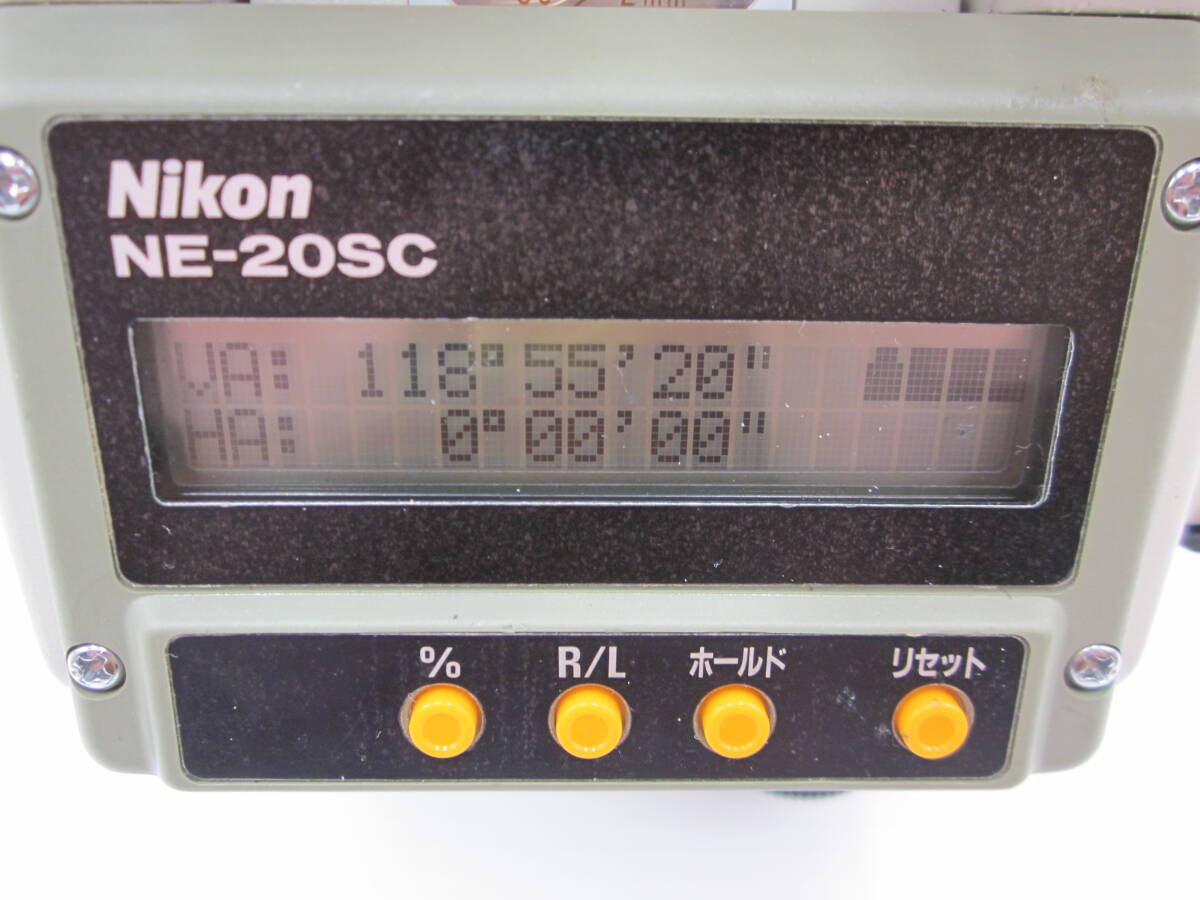 Nikon
NE-20SC
VA: 118°55'20"
HA: 0°00'00"
% R/L ホールド リセット